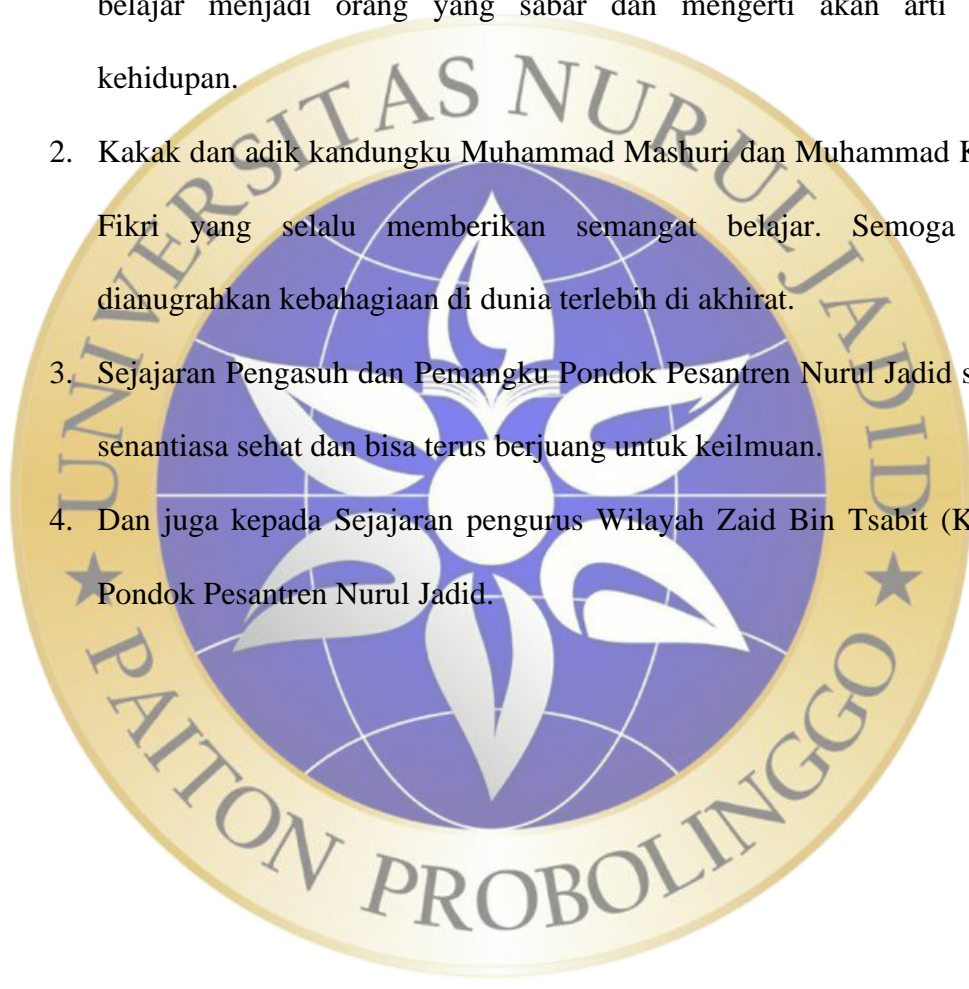 belajar menjadi orang yang sabar dan mengerti akan arti
kehidupan.
2. Kakak dan adik kandungku Muhammad Mashuri dan Muhammad
Fikri yang selalu memberikan semangat belajar. Semoga
dianugrahkan kebahagiaan di dunia terlebih di akhirat.
3. Sejajaran Pengasuh dan Pemangku Pondok Pesantren Nurul Jadid
senantiasa sehat dan bisa terus berjuang untuk keilmuan.
4. Dan juga kepada Sejajaran pengurus Wilayah Zaid Bin Tsabit
Pondok Pesantren Nurul Jadid.
UNIVERSITAS NURUL JADID
PAITON PROBOLINGGO